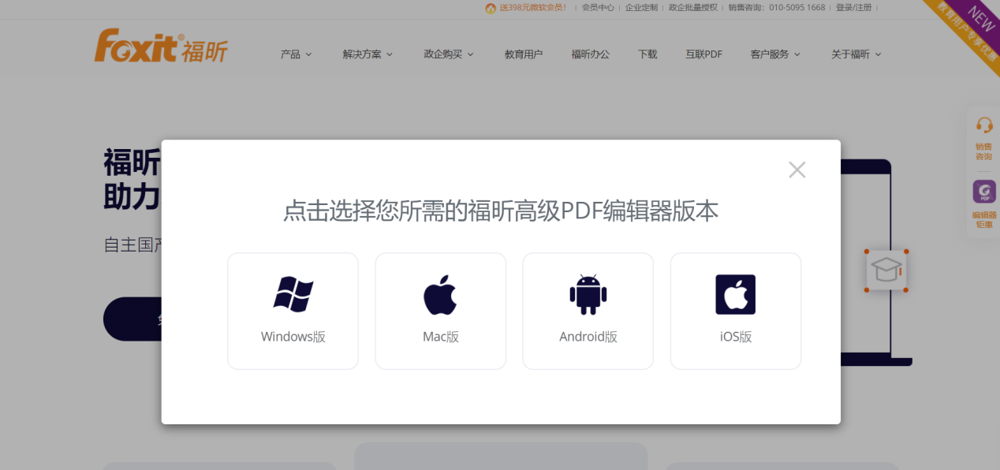 送398元微软会员! | 会员中心 | 企业定制 | 政企批量授权 | 销售咨询：010-5095 1668 | 登录/注册 |
NEW
教育用户专享优惠
Foxit®福昕
产品 解决方案 政企购买 教育用户 福昕办公 下载 互联PDF 客户服务 关于福昕
销售
咨询
PDF
编辑器
钜惠
福昕
助力
自主国产
点击选择您所需的福昕高级PDF编辑器版本
Windows版 Mac版 Android版 iOS版